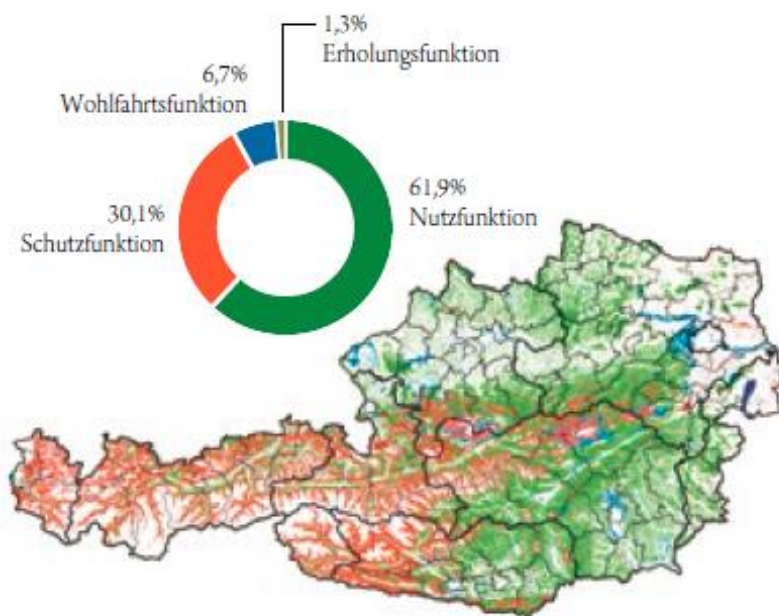 1,3%
Erholungsfunktion
6,7%
Wohlfahrtsfunktion
61,9%
Nutzfunktion
30,1%
Schutzfunktion